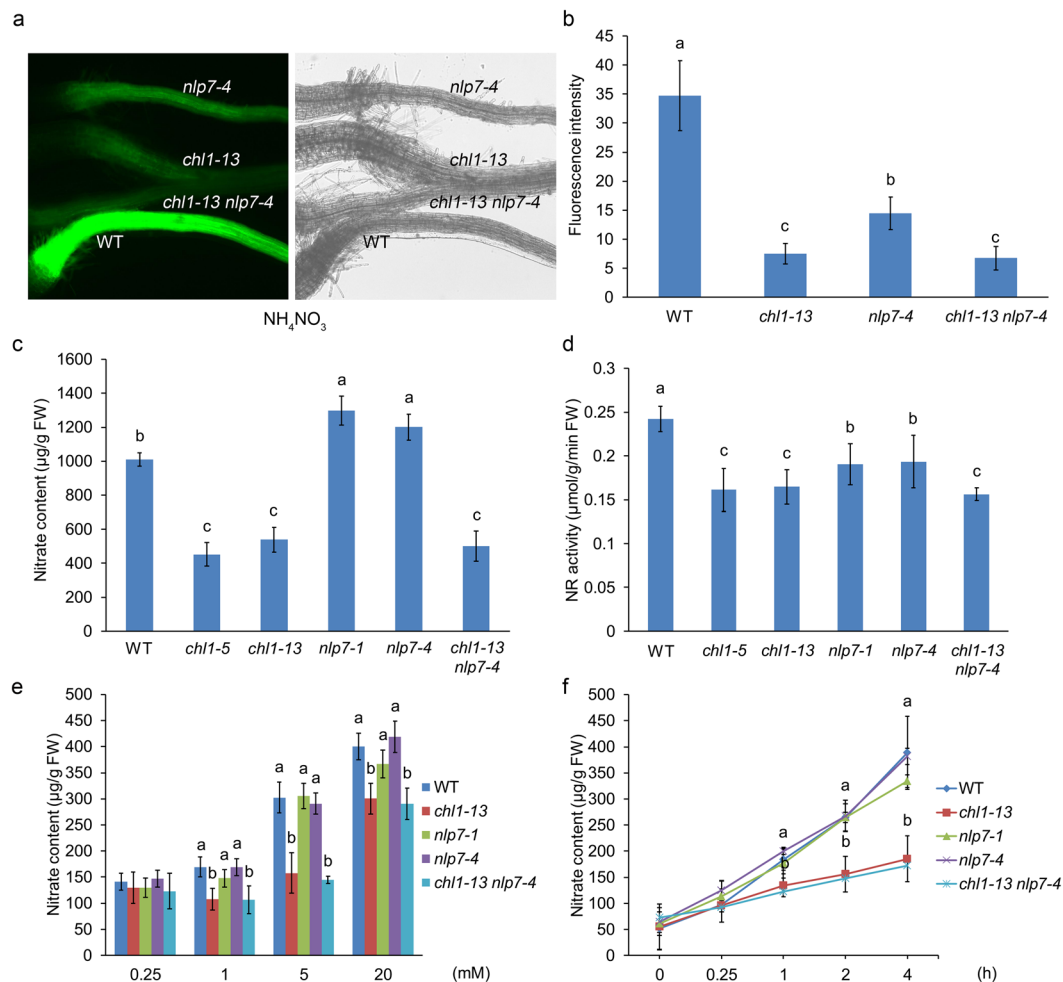 a
nlp7-4
chl1-13
chl1-13 nlp7-4
WT
nlp7-4
chl1-13
chl1-13 nlp7-4
WT
NH₄NO₃
b
Fluorescence intensity
45
40
35
30
25
20
15
10
5
0
a
c
b
c
WT
chl1-13
nlp7-4
chl1-13 nlp7-4
c
Nitrate content (µg/g FW)
1600
1400
1200
1000
800
600
400
200
0
b
c
c
a
a
c
WT
chl1-5
chl1-13
nlp7-1
nlp7-4
chl1-13
nlp7-4
d
NR activity (µmol/g/min FW)
0.3
0.25
0.2
0.15
0.1
0.05
0
a
c
c
b
b
c
WT
chl1-5
chl1-13
nlp7-1
nlp7-4
chl1-13
nlp7-4
e
Nitrate content (µg/g FW)
500
450
400
350
300
250
200
150
100
50
0
a
b
a
a
b
a
b
a
a
b
a
b
a
a
b
0.25
1
5
20
(mM)
WT
chl1-13
nlp7-1
nlp7-4
chl1-13 nlp7-4
f
Nitrate content (µg/g FW)
500
450
400
350
300
250
200
150
100
50
0
a
b
a
b
a
b
0
0.25
1
2
4
(h)
WT
chl1-13
nlp7-1
nlp7-4
chl1-13 nlp7-4